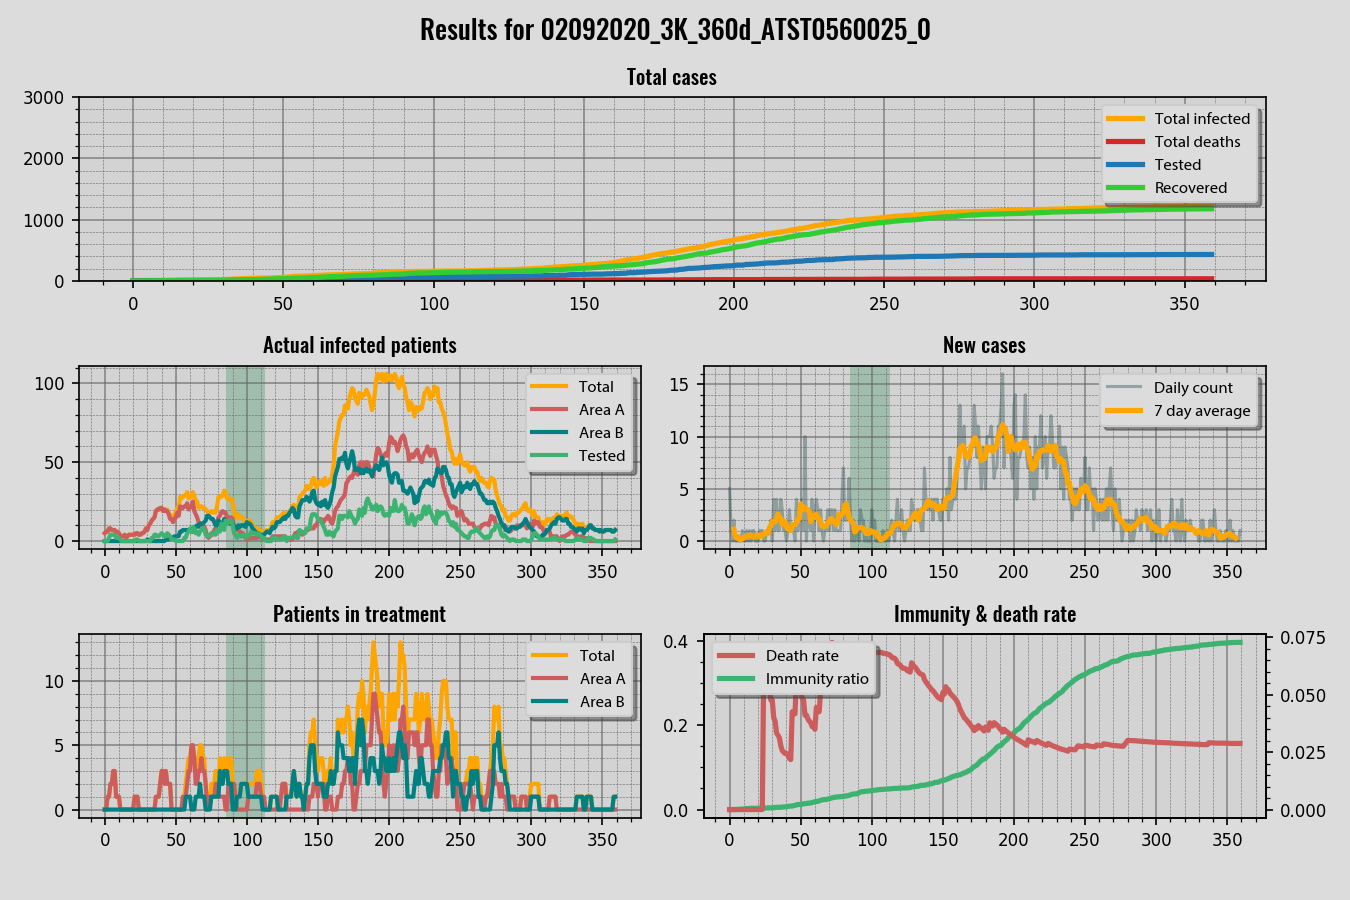 Results for 02092020_3K_360d_ATST0560025_0
Total cases
3000
2000
1000
0
Total infected
Total deaths
Tested
Recovered
0 50 100 150 200 250 300 350
Actual infected patients
100
50
0
Total
Area A
Area B
Tested
0 50 100 150 200 250 300 350
New cases
15
10
5
0
Daily count
7 day average
0 50 100 150 200 250 300 350
Patients in treatment
10
5
0
Total
Area A
Area B
0 50 100 150 200 250 300 350
Immunity & death rate
0.4
0.2
0.0
Death rate
Immunity ratio
0.075
0.050
0.025
0.000
0 50 100 150 200 250 300 350